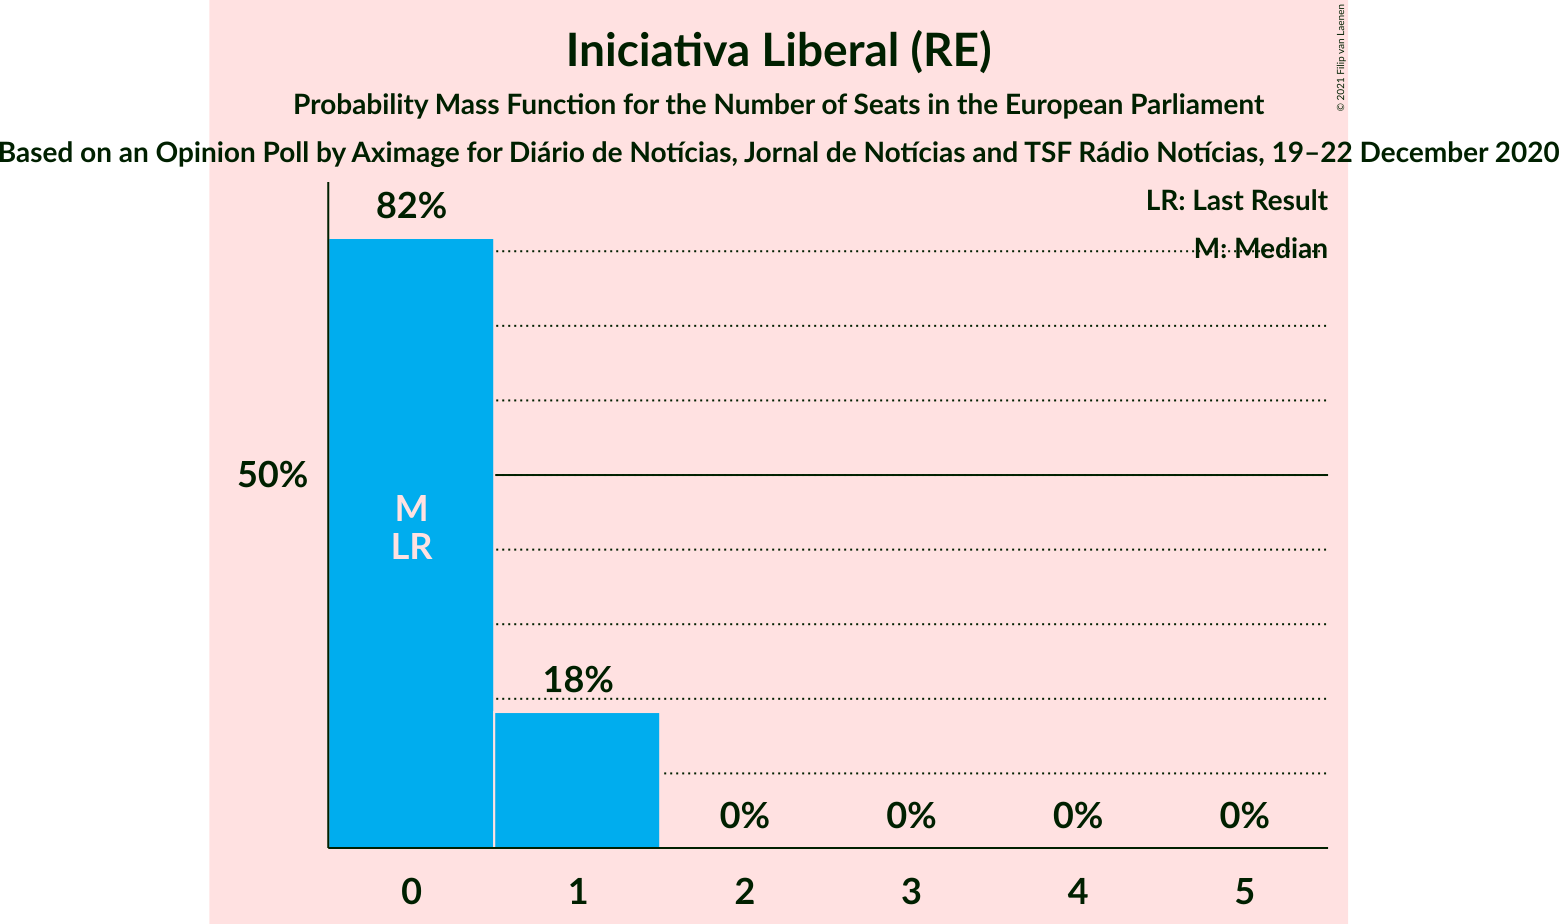 Iniciativa Liberal (RE)
Probability Mass Function for the Number of Seats in the European Parliament
Based on an Opinion Poll by Aximage for Diário de Notícias, Jornal de Notícias and TSF Rádio Notícias, 19–22 December 2020
© 2021 Filip van Laenen
LR: Last Result
M: Median
82%
50%
M
LR
18%
0% 0% 0% 0%
0 1 2 3 4 5